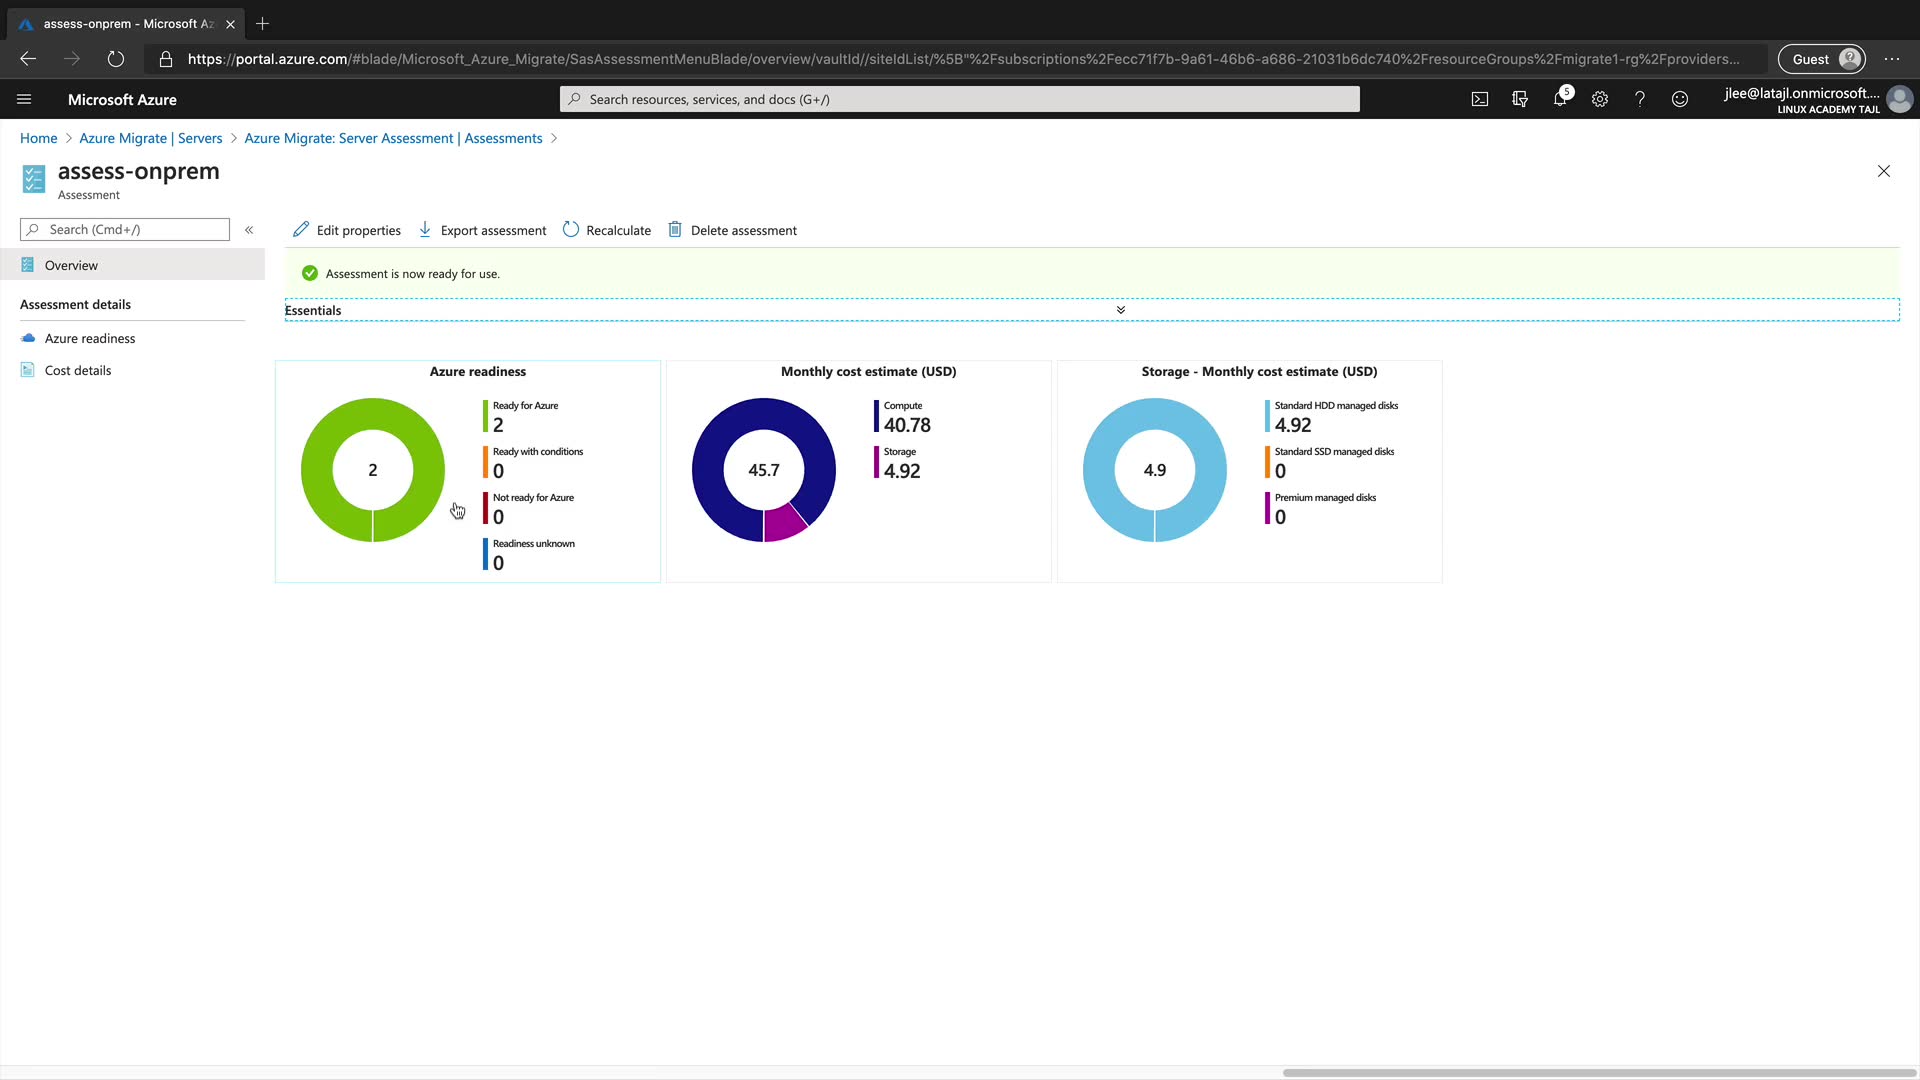 assess-onprem - Microsoft Az
https://portal.azure.com/#blade/Microsoft_Azure_Migrate/SasAssessmentMenuBlade/overview/vaultId//siteIdList/%5B"%2Fsubscriptions%2Fecc71f7b-9a61-46b6-a686-21031b6dc740%2FresourceGroups%2Fmigrate1-rg%2Fproviders...
Guest
Microsoft Azure
Search resources, services, and docs (G+/)
5
jlee@latajl.onmicrosoft....
LINUX ACADEMY TAJL
Home > Azure Migrate | Servers > Azure Migrate: Server Assessment | Assessments >
assess-onprem
Assessment
Search (Cmd+/)
Overview
Assessment details
Azure readiness
Cost details
Edit properties
Export assessment
Recalculate
Delete assessment
Assessment is now ready for use.
Essentials
Azure readiness
2
Ready for Azure
2
Ready with conditions
0
Not ready for Azure
0
Readiness unknown
0
Monthly cost estimate (USD)
45.7
Compute
40.78
Storage
4.92
Storage - Monthly cost estimate (USD)
4.9
Standard HDD managed disks
4.92
Standard SSD managed disks
0
Premium managed disks
0